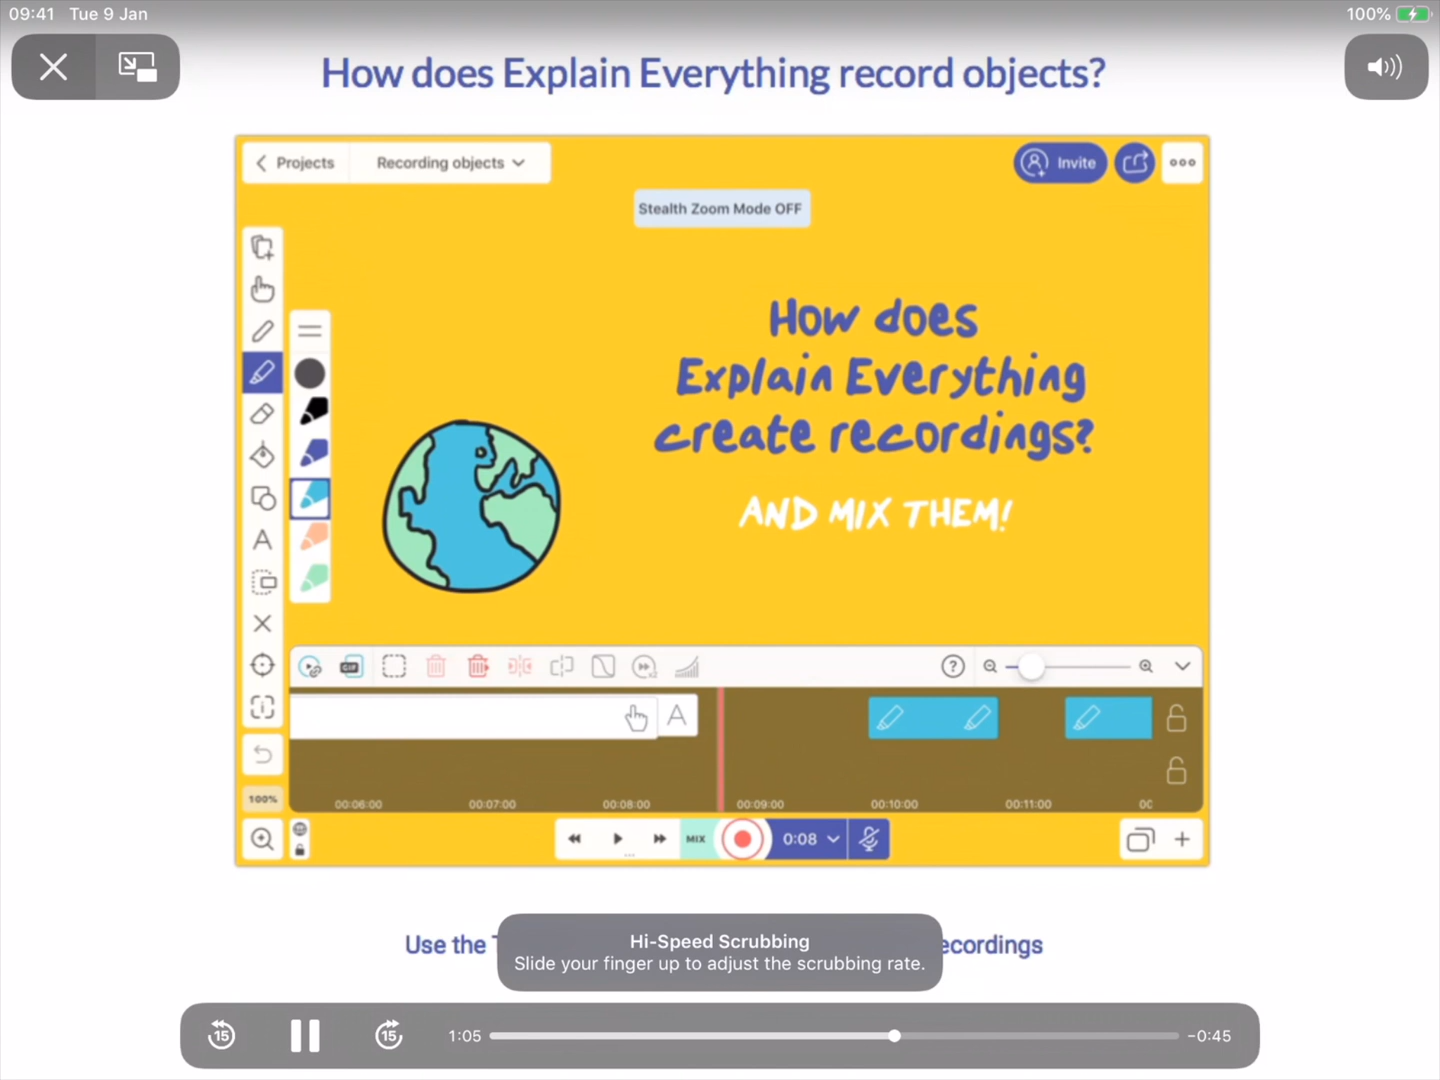 09:41 Tue 9 Jan
100%
How does Explain Everything record objects?
Projects
Recording objects
Invite
Stealth Zoom Mode OFF
How does
Explain Everything
create recordings?
AND MIX THEM!
A
GIF
?
A
00:06:00 00:07:00 00:08:00 00:09:00 00:10:00 00:11:00 00
100%
MIX
0:08
Use the
ecordings
Hi-Speed Scrubbing
Slide your finger up to adjust the scrubbing rate.
15
15
1:05
-0:45